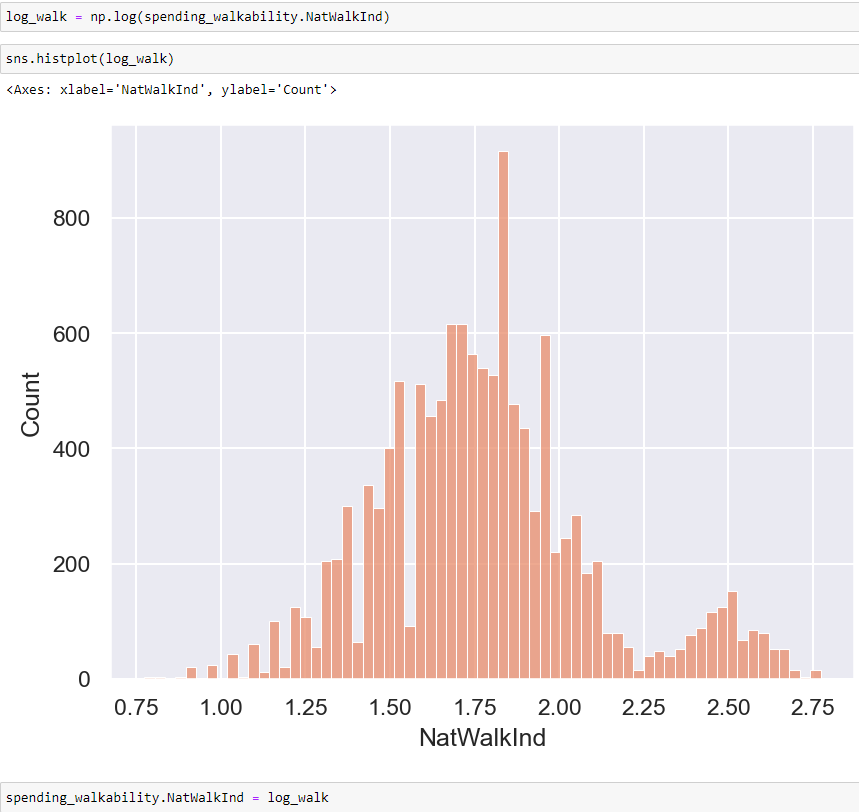 log_walk = np.log(spending_walkability.NatWalkInd)
sns.histplot(log_walk)
<Axes: xlabel='NatWalkInd', ylabel='Count'>
800
600
400
200
0
Count
0.75 1.00 1.25 1.50 1.75 2.00 2.25 2.50 2.75
NatWalkInd
spending_walkability.NatWalkInd = log_walk